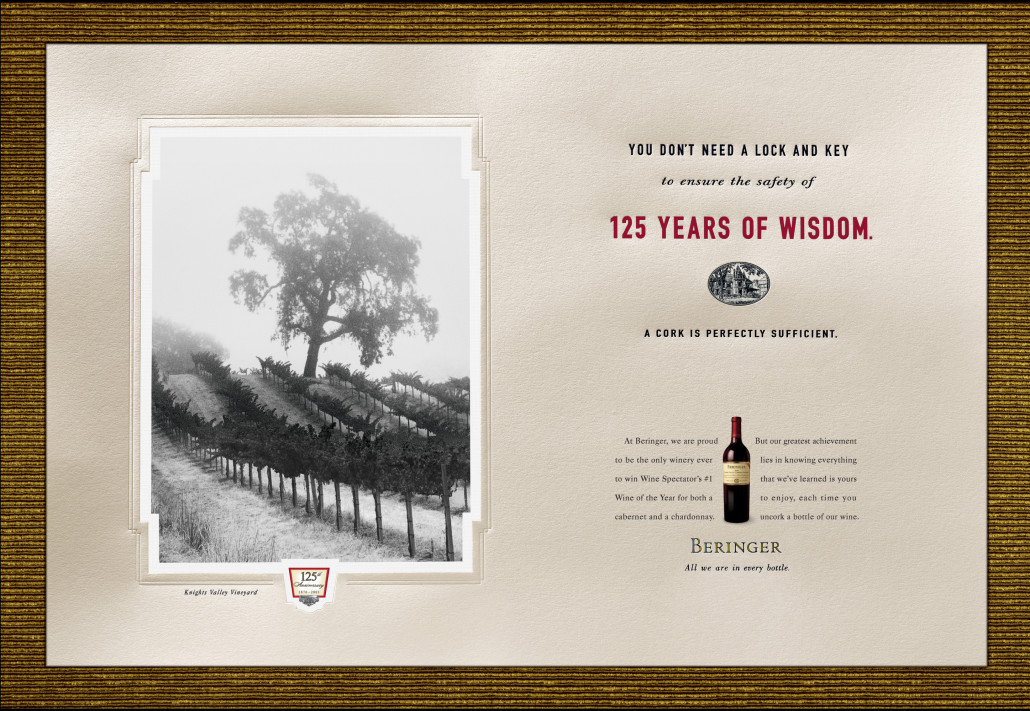 YOU DON'T NEED A LOCK AND KEY
to ensure the safety of
125 YEARS OF WISDOM.
A CORK IS PERFECTLY SUFFICIENT.
At Beringer, we are proud
to be the only winery ever
to win Wine Spectator's #1
Wine of the Year for both a
cabernet and a chardonnay.
But our greatest achievement
lies in knowing everything
that we've learned is yours
to enjoy, each time you
uncork a bottle of our wine.
BERINGER
BERINGER
All we are in every bottle.
125th
Anniversary
Knights Valley Vineyard